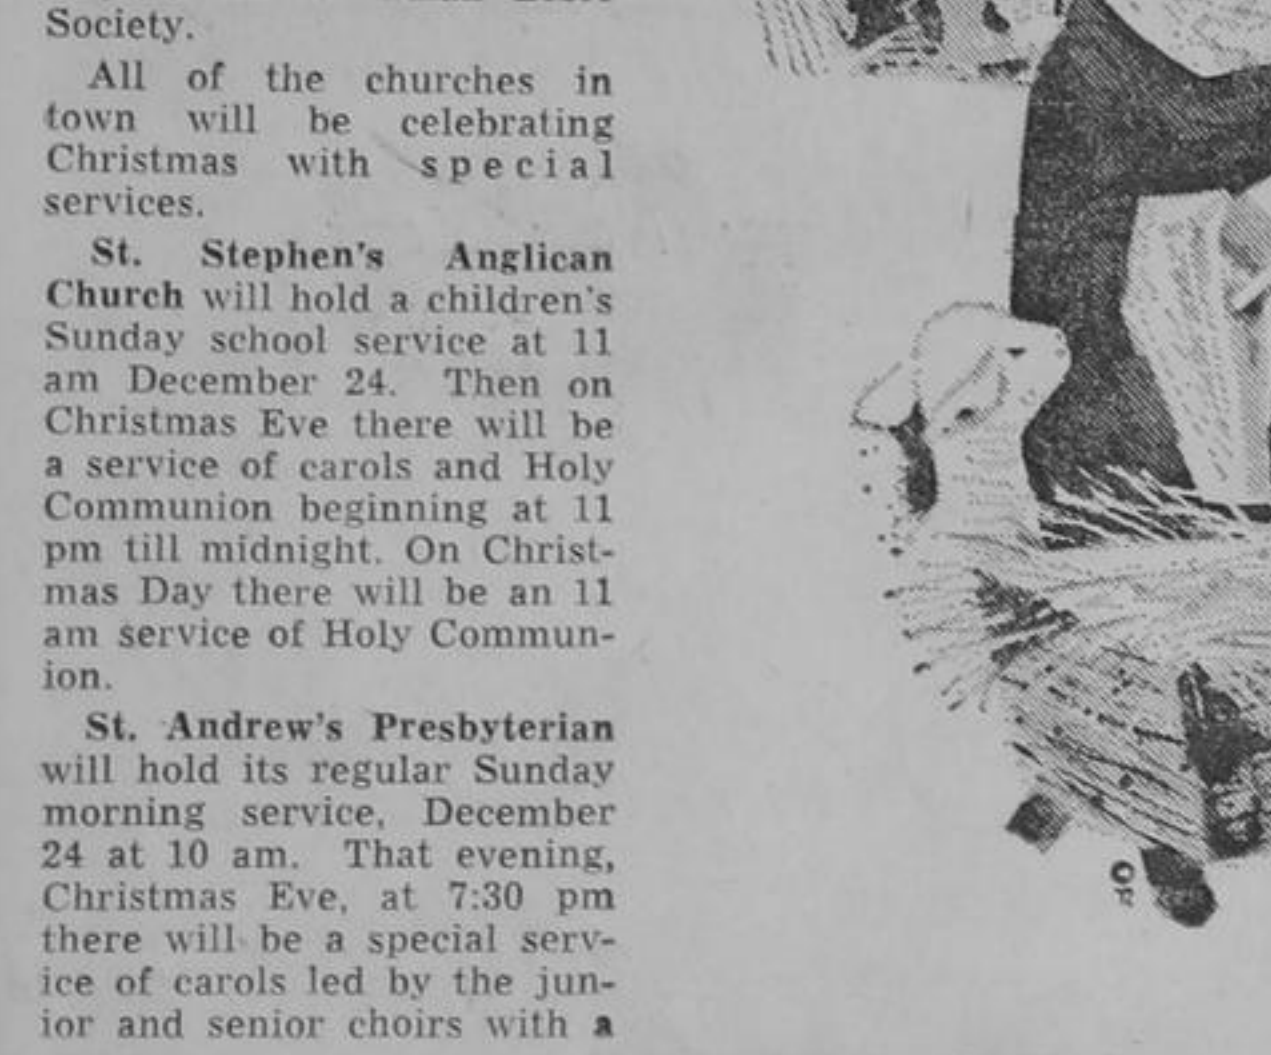 Society.
All of the churches in
town will be celebrating
Christmas with special
services.
St. Stephen's Anglican
Church will hold a children's
Sunday school service at 11
am December 24. Then on
Christmas Eve there will be
a service of carols and Holy
Communion beginning at 11
pm till midnight. On Christ-
mas Day there will be an 11
am service of Holy Commun-
ion.
St. Andrew's Presbyterian
will hold its regular Sunday
morning service, December
24 at 10 am. That evening,
Christmas Eve, at 7:30 pm
there will be a special serv-
ice of carols led by the jun-
ior and senior choirs with a